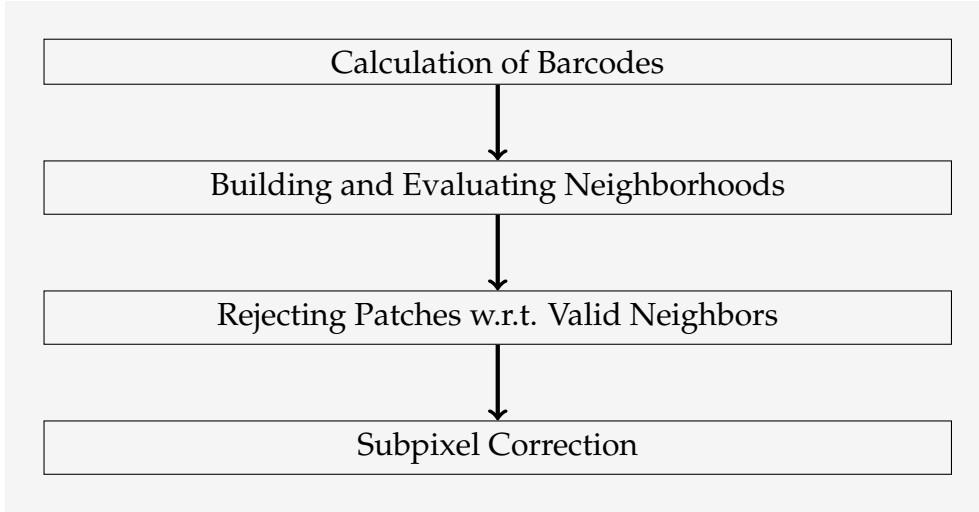 Calculation of Barcodes
Building and Evaluating Neighborhoods
Rejecting Patches w.r.t. Valid Neighbors
Subpixel Correction